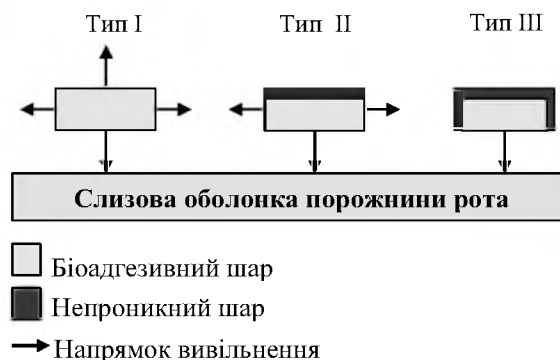 Тип I Тип II Тип III
Слизова оболонка порожнини рота
Біоадгезивний шар
Непроникний шар
Напрямок вивільнення